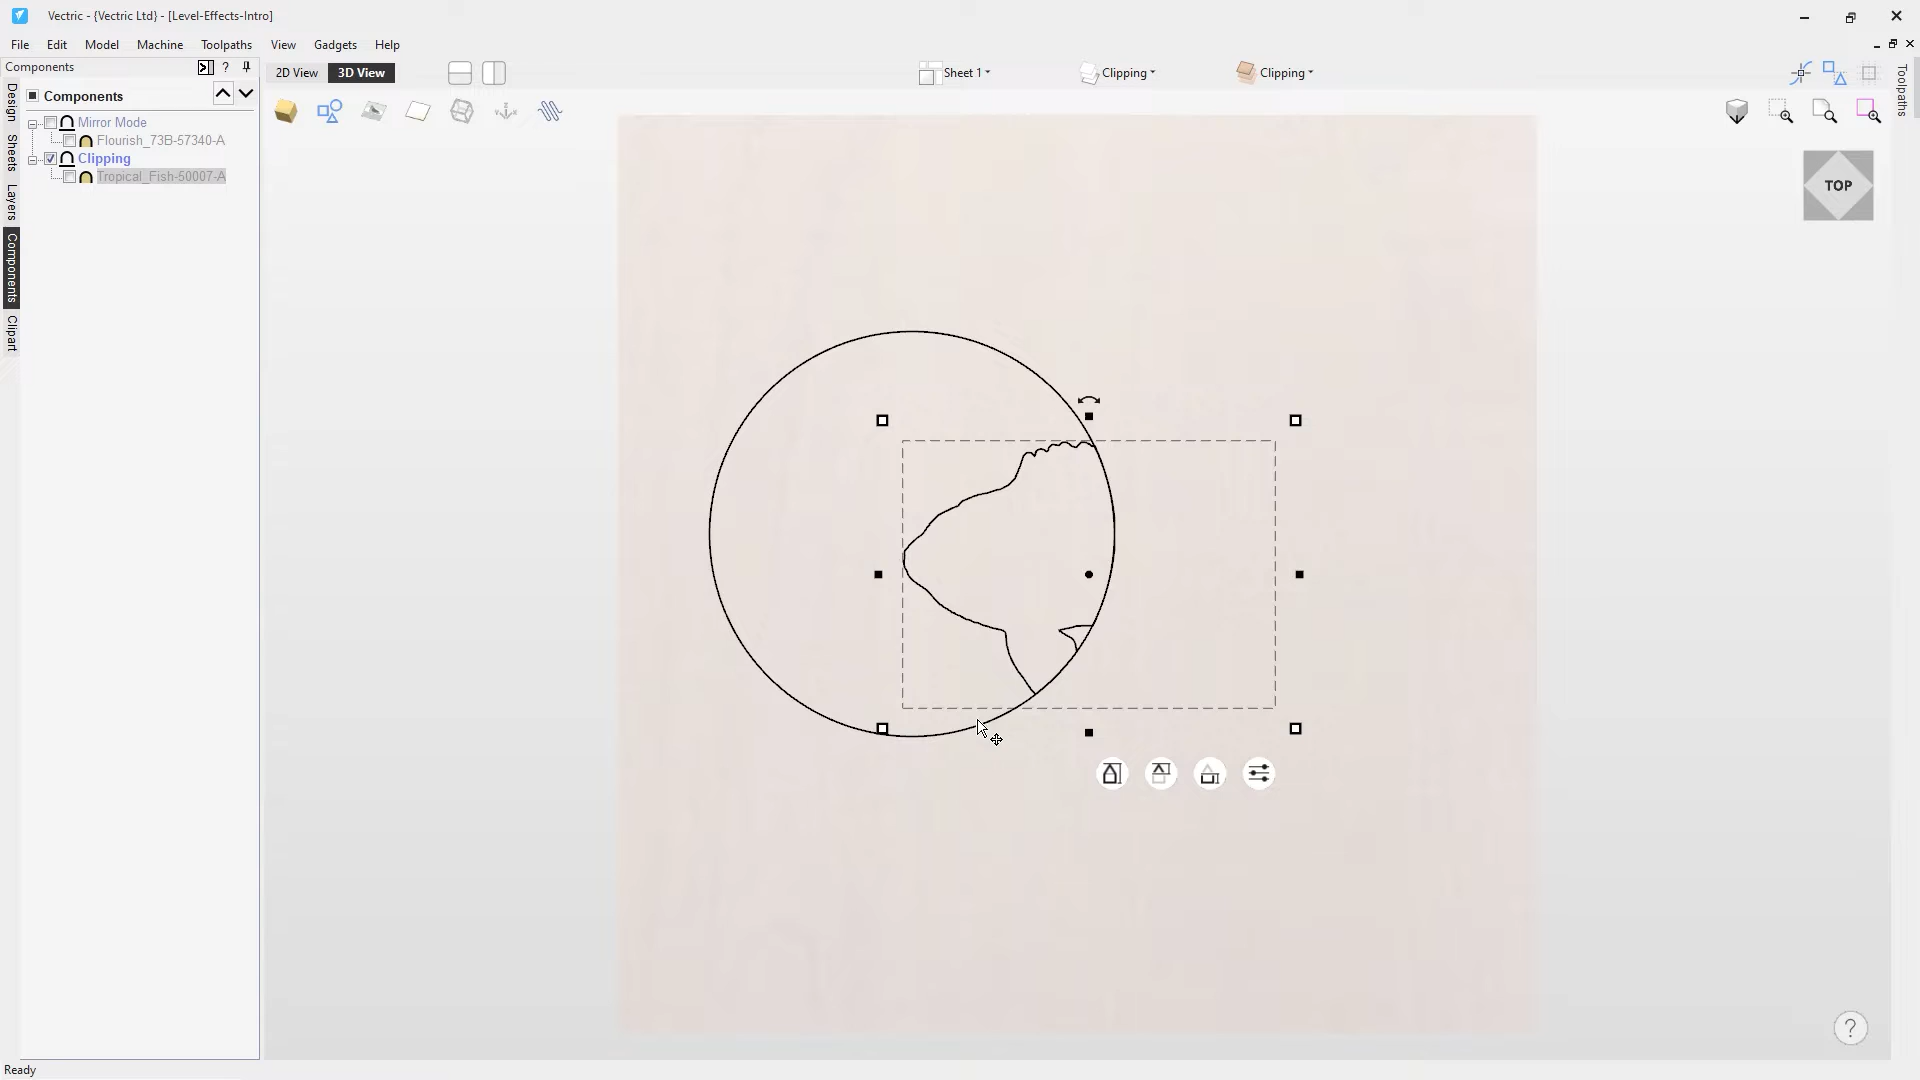 Vectric - {Vectric Ltd} - [Level-Effects-Intro]
File Edit Model Machine Toolpaths View Gadgets Help
Components ?
2D View 3D View Sheet 1 Clipping Clipping
Components
Mirror Mode
Flourish_73B-57340-A
Clipping
Tropical_Fish-50007-A
Design
Sheets
Layers
Components
Clipart
Toolpaths
TOP
?
Ready